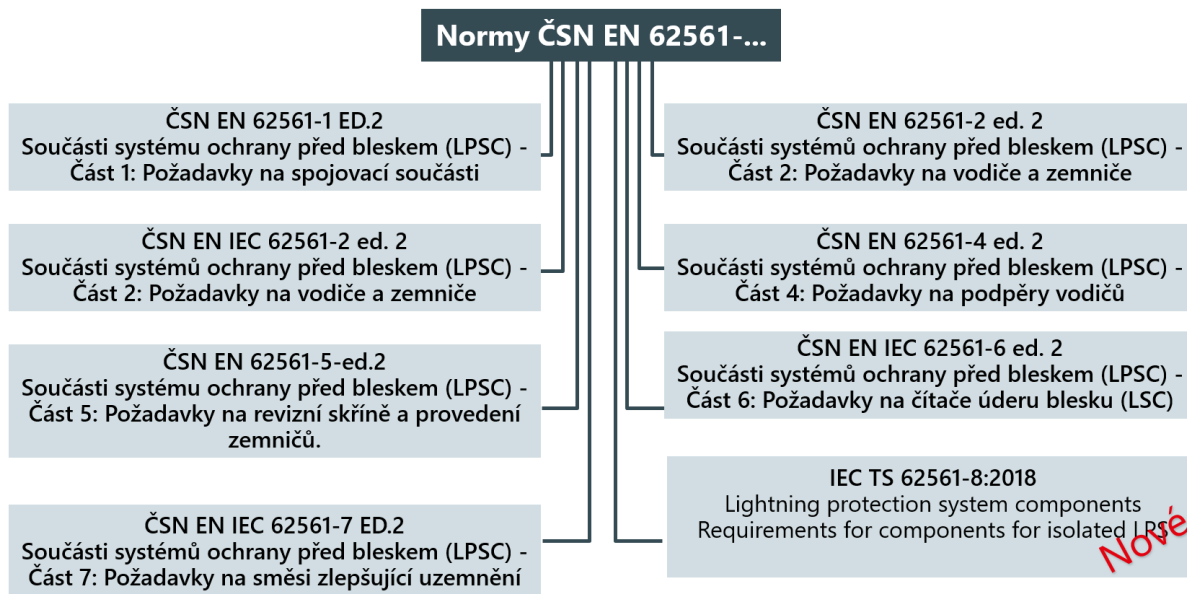 Normy ČSN EN 62561-...
ČSN EN 62561-1 ED.2
Součásti systému ochrany před bleskem (LPSC) -
Část 1: Požadavky na spojovací součásti
ČSN EN 62561-2 ed. 2
Součásti systémů ochrany před bleskem (LPSC) -
Část 2: Požadavky na vodiče a zemniče
ČSN EN IEC 62561-2 ed. 2
Součásti systémů ochrany před bleskem (LPSC) -
Část 2: Požadavky na vodiče a zemniče
ČSN EN 62561-4 ed. 2
Součásti systémů ochrany před bleskem (LPSC) -
Část 4: Požadavky na podpěry vodičů
ČSN EN 62561-5-ed.2
Součásti systému ochrany před bleskem (LPSC) -
Část 5: Požadavky na revizní skříně a provedení
zemničů.
ČSN EN IEC 62561-6 ed. 2
Součásti systémů ochrany před bleskem (LPSC) -
Část 6: Požadavky na čítače úderu blesku (LSC)
ČSN EN IEC 62561-7 ED.2
Součásti systémů ochrany před bleskem (LPSC) -
Část 7: Požadavky na směsi zlepšující uzemnění
IEC TS 62561-8:2018
Lightning protection system components
Requirements for components for isolated LPS
Nové